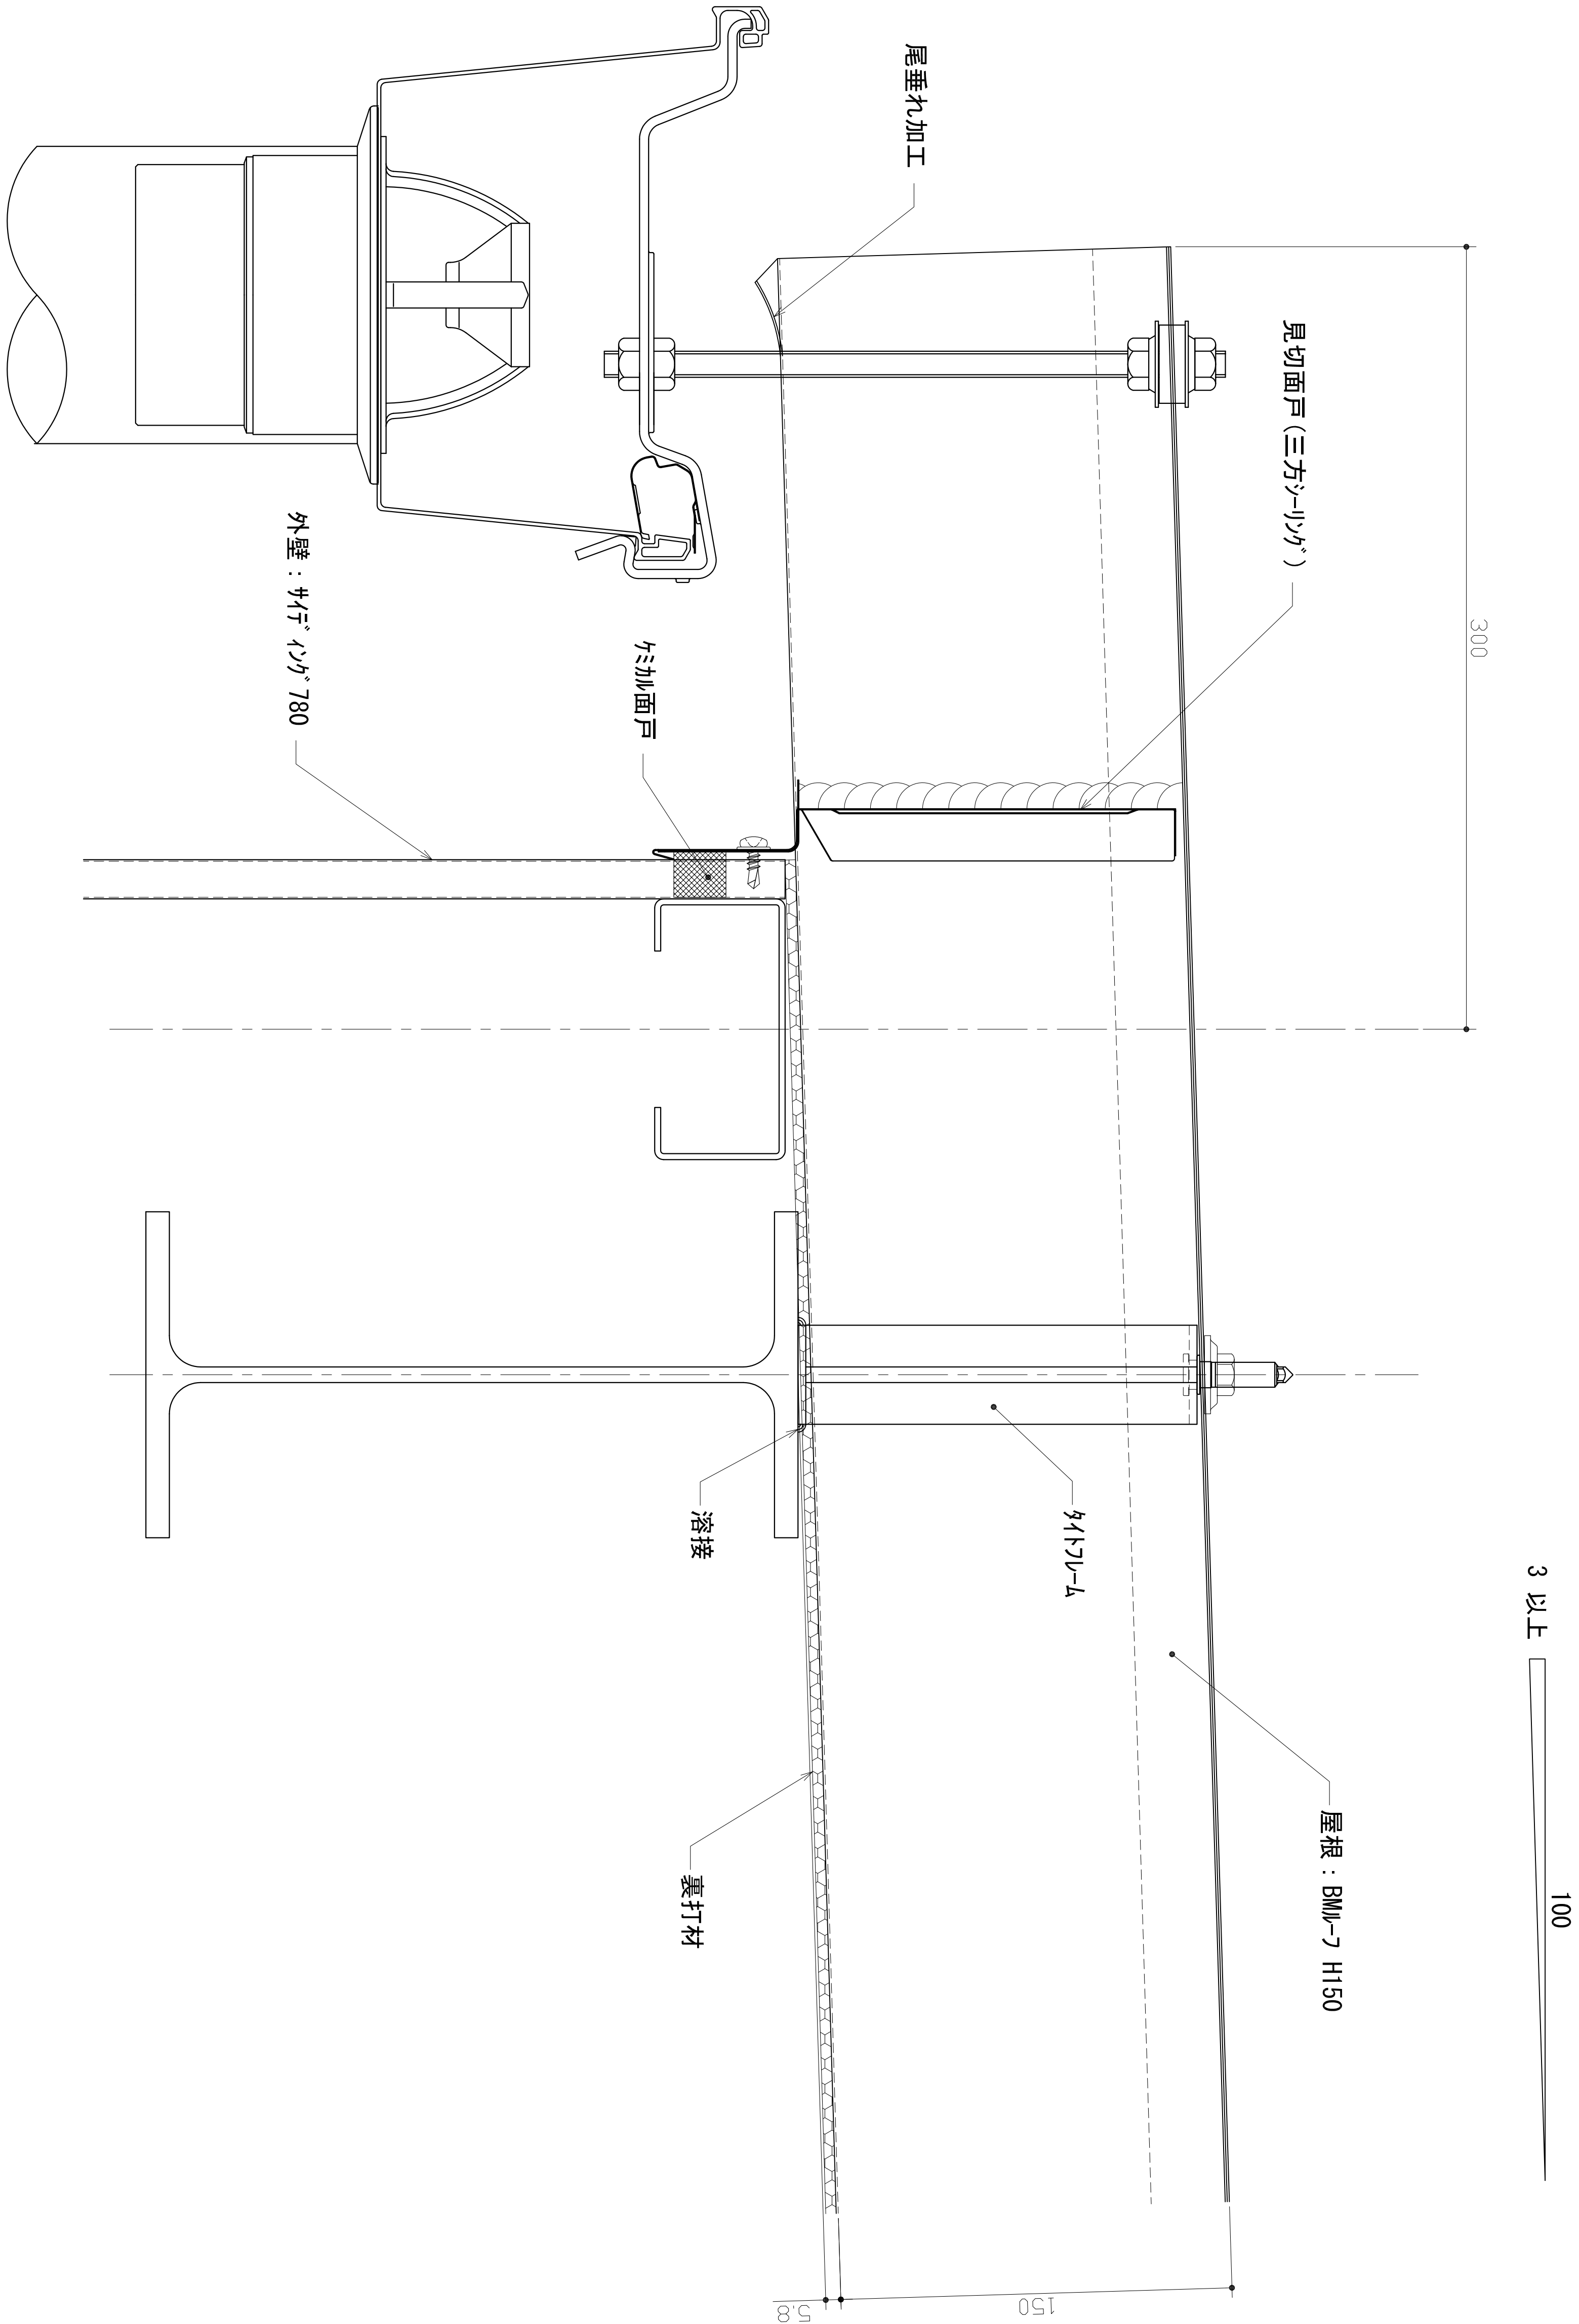 3 以上
100
300
屋根：BMﾙｰﾌ H150
見切面戸(三方ｼｰﾘﾝｸﾞ)
ﾀｲﾄﾌﾚｰﾑ
尾垂れ加工
150
5.8
溶接
裏打材
ｹﾐｶﾙ面戸
外壁：ｻｲﾃﾞｨﾝｸﾞ780